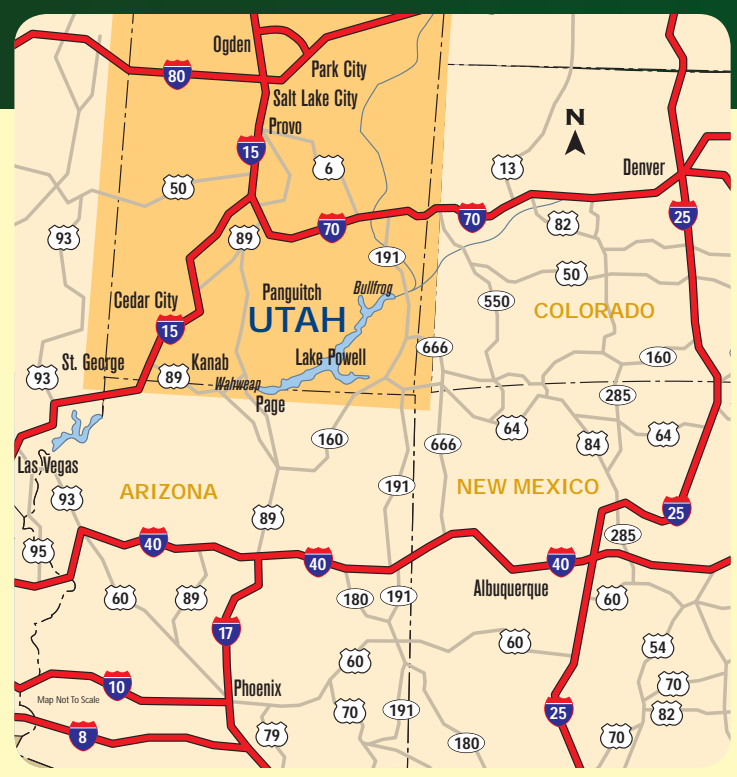 Ogden
80
Park City
Salt Lake City
Provo
N
15
6
13
Denver
50
25
93
89
70
70
82
191
50
Bullfrog
Panguitch
550
Cedar City
COLORADO
UTAH
15
666
160
St. George
Kanab
Lake Powell
93
89
Wahweap
285
Page
64
64
160
666
84
Las Vegas
191
ARIZONA
NEW MEXICO
93
25
89
285
95
40
40
40
Albuquerque
60
89
180
191
60
17
60
54
60
10
Phoenix
70
Map Not To Scale
70
191
25
82
8
79
180
70